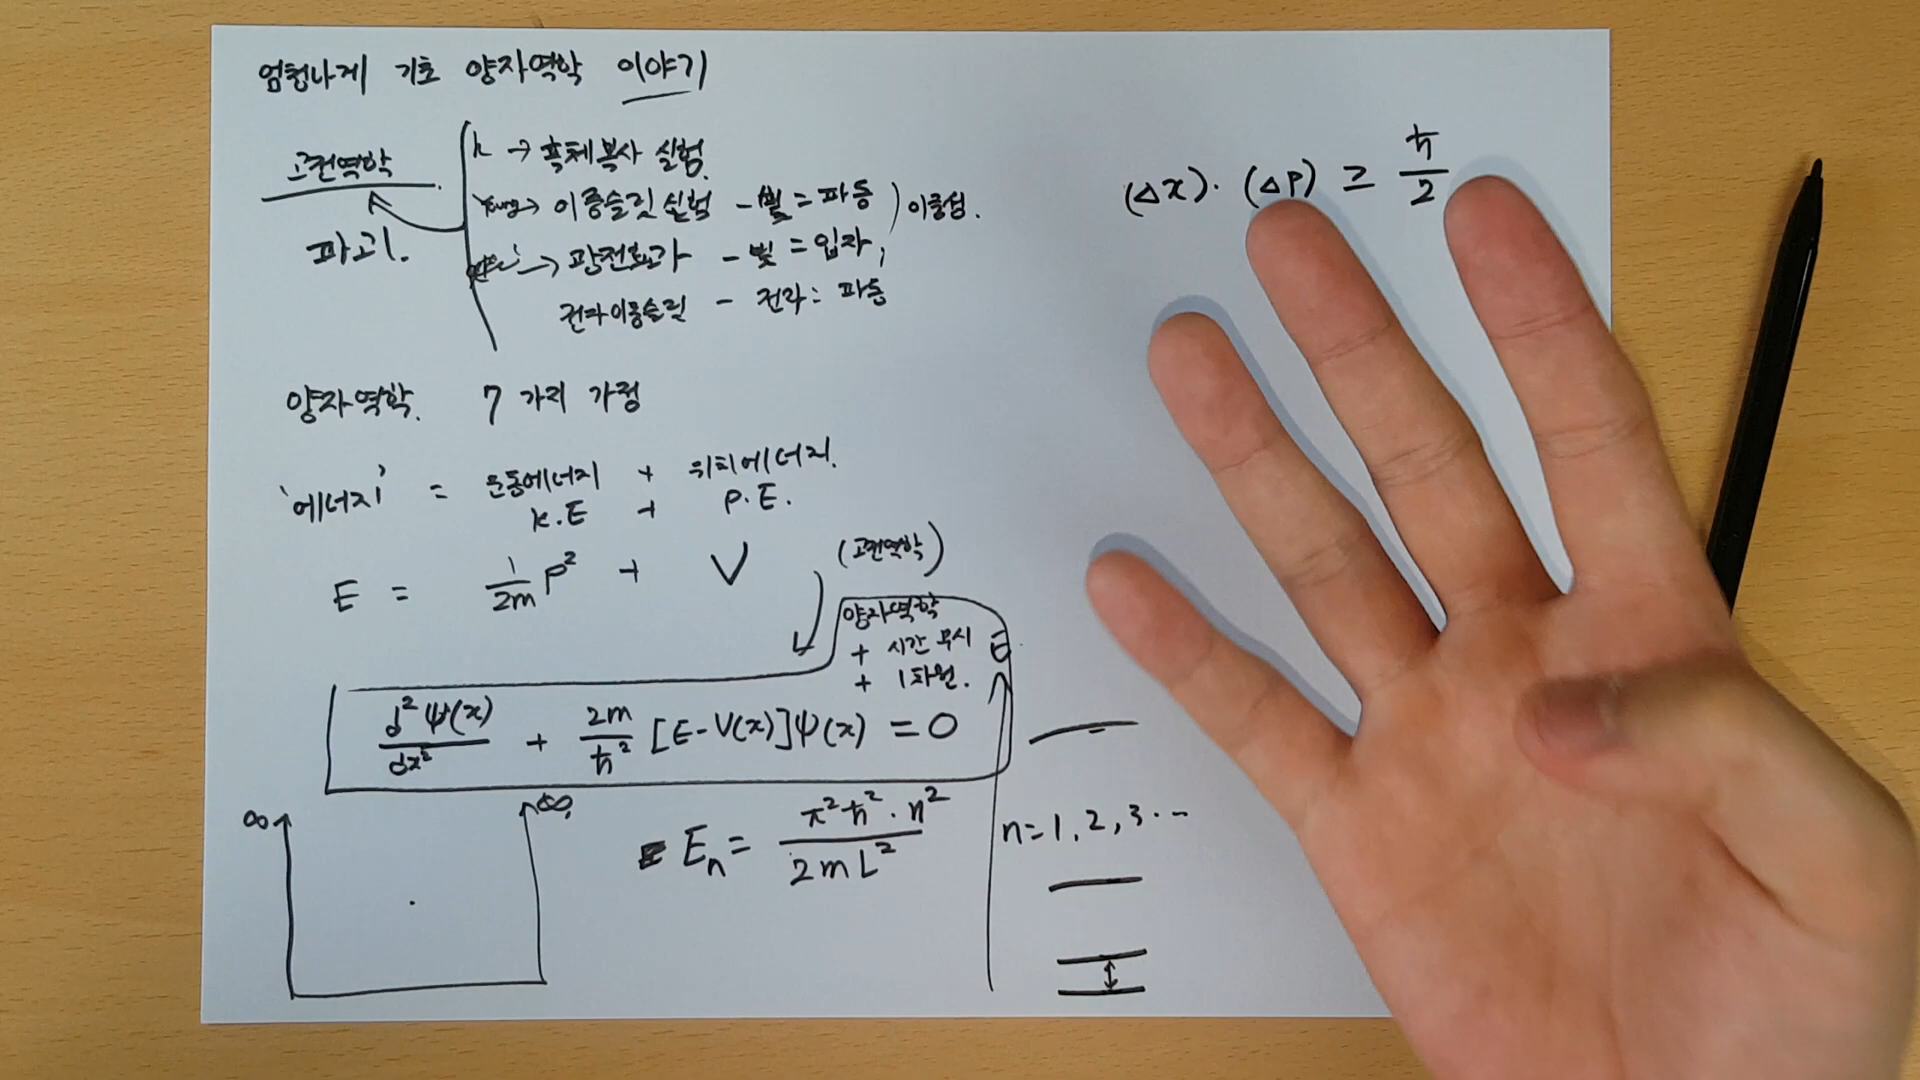 엄청나게 기초 양자역학 이야기
고전역학
파고기.
h → 흑체복사 실험.
Young → 이중슬릿 실험 - 빛 = 파동
→ 광전효과 - 빛 = 입자,
) 이중성.
전자이중슬릿 - 전자 = 파동
(Δx)·(Δp) ≥ ℏ/2
양자역학. 7가지 가정
'에너지' = 운동에너지 + 위치에너지.
K.E + P.E.
E = 1/2m P² + V
(고전역학)
양자역학
+ 시간 무시
+ 1차원.
E
d²ψ(x)/dx² + 2m/ℏ² [E-V(x)]ψ(x) = 0
∞ ∞
En = π²ℏ²·n²/2mL²
n=1,2,3...